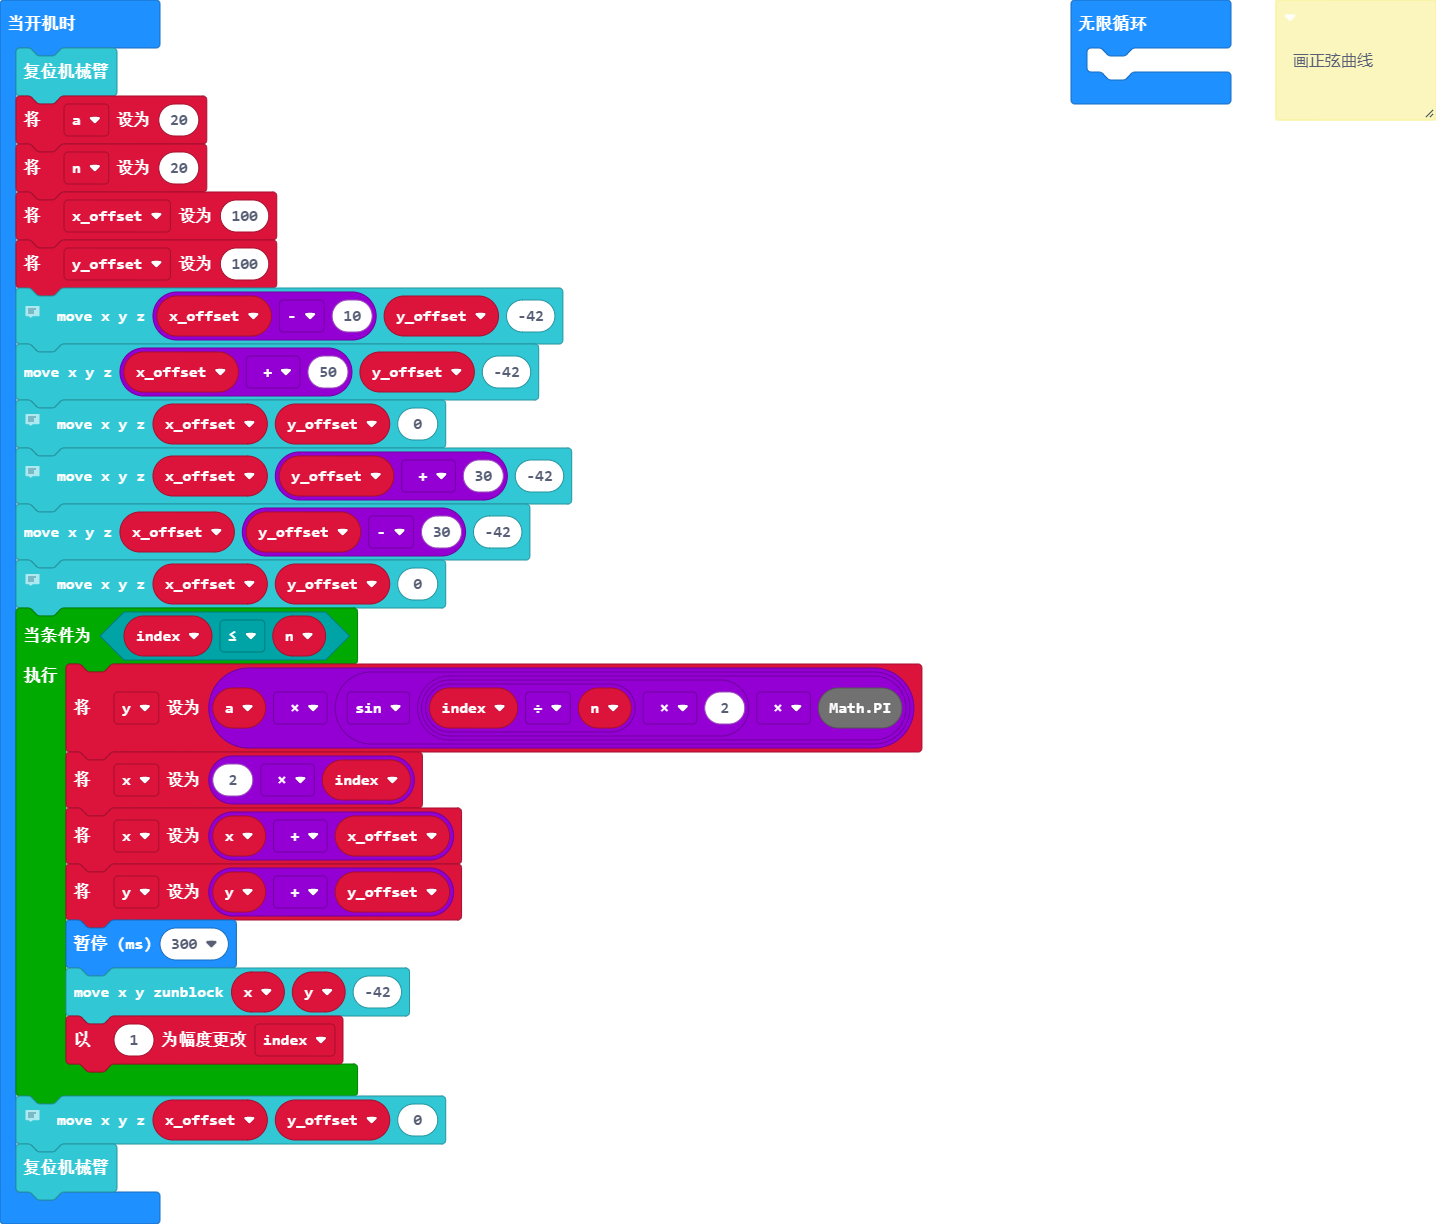 当开机时
复位机械臂
将 a 设为 20
将 n 设为 20
将 x_offset 设为 100
将 y_offset 设为 100
move x y z x_offset - 10 y_offset -42
move x y z x_offset + 50 y_offset -42
move x y z x_offset y_offset 0
move x y z x_offset y_offset + 30 -42
move x y z x_offset y_offset - 30 -42
move x y z x_offset y_offset 0
当条件为 index ≤ n
执行
将 y 设为 a × sin index ÷ n × 2 × Math.PI
将 x 设为 2 × index
将 x 设为 x + x_offset
将 y 设为 y + y_offset
暂停 (ms) 300
move x y zunblock x y -42
以 1 为幅度更改 index
move x y z x_offset y_offset 0
复位机械臂
无限循环
画正弦曲线